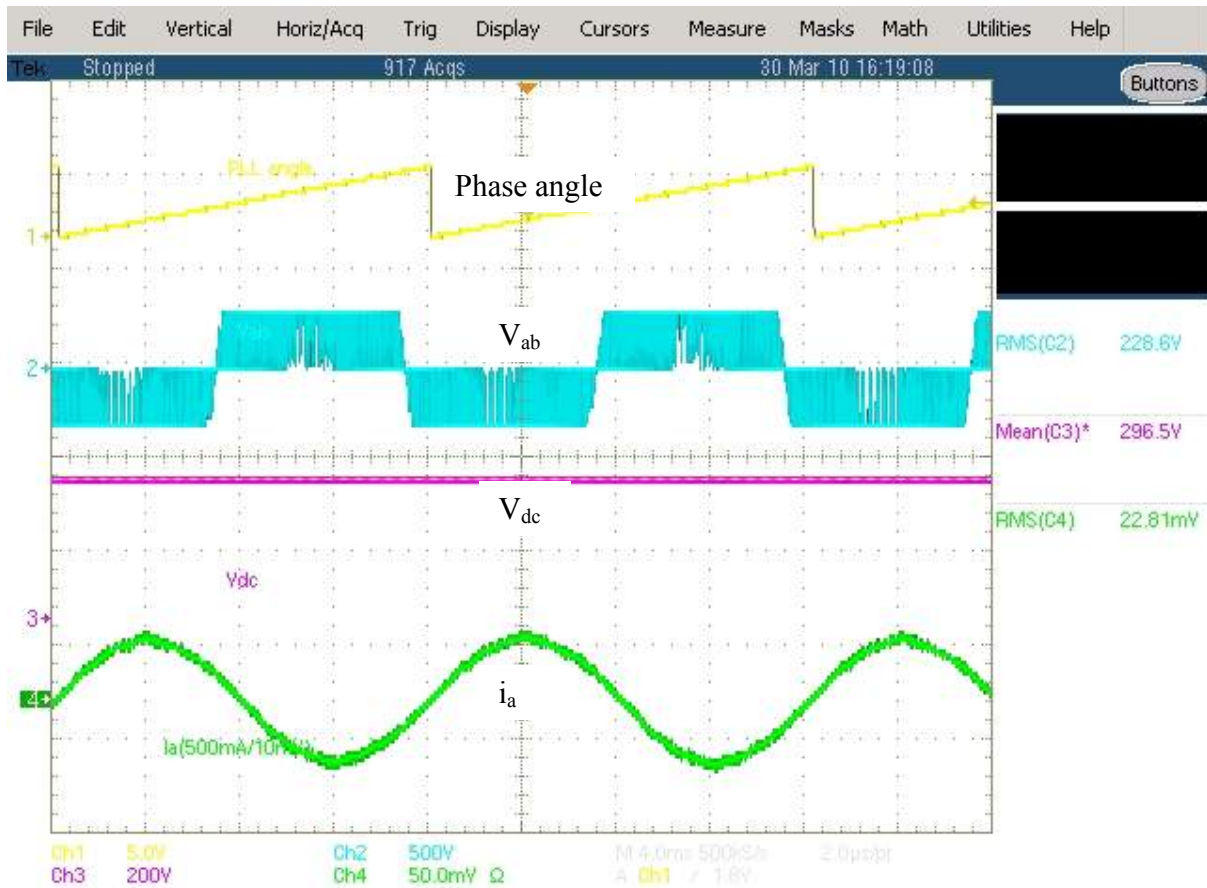 File Edit Vertical Horiz/Acq Trig Display Cursors Measure Masks Math Utilities Help
Tek Stopped 917 Acqs 30 Mar 10 16:19:08
Buttons
PLL angle
Phase angle
1
Vab
2
RMS(C2) 228.6V
Mean(C3)* 296.5V
Vdc
RMS(C4) 22.81mV
Vdc
3
4
ia
Ia(500mA/10mV)
Ch1 5.0V Ch2 500V M 4.0ms 500kS/s 2.0µs/pt
Ch3 200V Ch4 50.0mV Ω A Ch1 / 1.8V